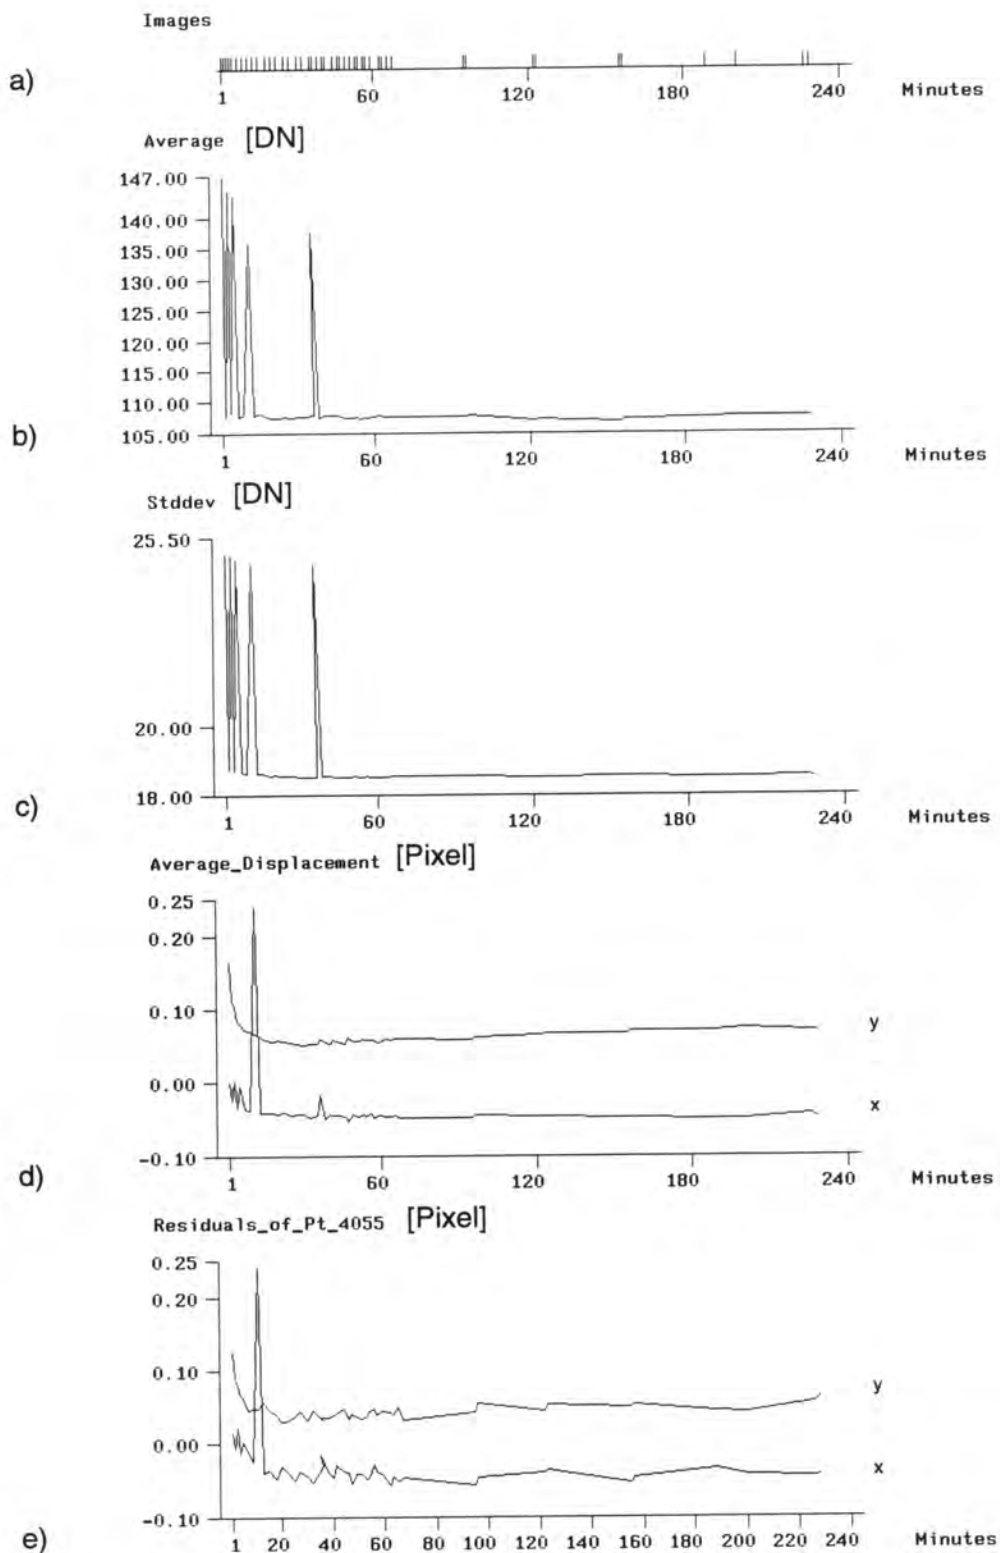 Images
a)
1 60 120 180 240 Minutes
Average [DN]
147.00
140.00
135.00
130.00
125.00
120.00
115.00
110.00
105.00
b)
1 60 120 180 240 Minutes
Stddev [DN]
25.50
20.00
18.00
c)
1 60 120 180 240 Minutes
Average_Displacement [Pixel]
0.25
0.20
0.10
y
0.00
x
-0.10
d)
1 60 120 180 240 Minutes
Residuals_of_Pt_4055 [Pixel]
0.25
0.20
0.10
y
0.00
x
-0.10
e)
1 20 40 60 80 100 120 140 160 180 200 220 240 Minutes